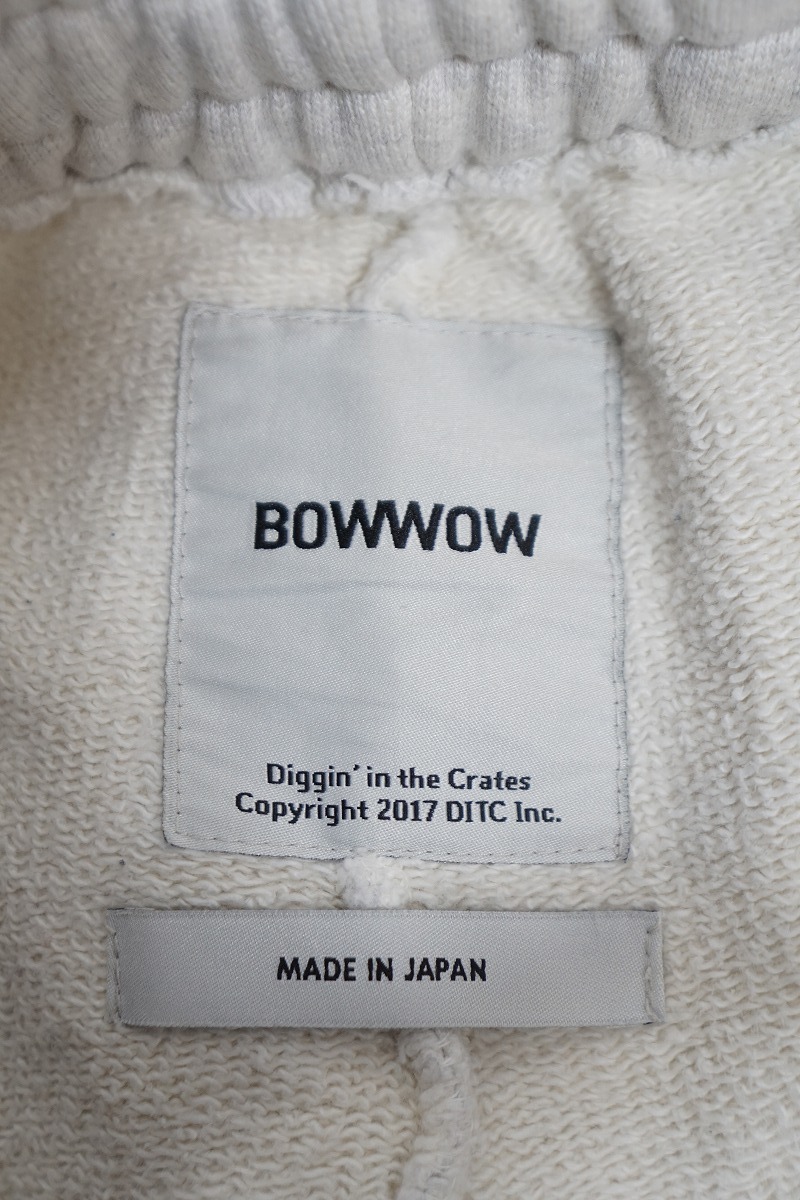 BOWWOW
Diggin' in the Crates
Copyright 2017 DITC Inc.
MADE IN JAPAN